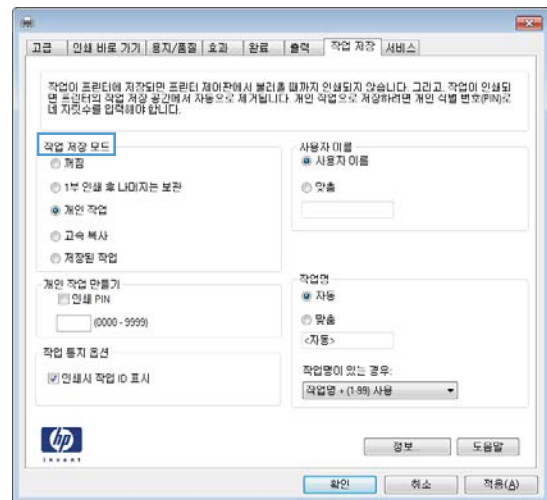 고급 인쇄 바로 가기 용지/품질 효과 완료 출력 작업 저장 서비스
작업이 프린터에 저장되면 프린터 제어판에서 불러올 때까지 인쇄되지 않습니다. 그리고, 작업이 인쇄되
면 프린터의 작업 저장 공간에서 자동으로 제거됩니다. 개인 작업으로 저장하려면 개인 식별 번호(PIN)로
네 자릿수를 입력해야 합니다.
작업 저장 모드
꺼짐
1부 인쇄 후 나머지는 보관
개인 작업
고속 복사
저장된 작업
사용자 이름
사용자 이름
맞춤
개인 작업 만들기
인쇄 PIN
(0000 - 9999)
작업 통지 옵션
인쇄시 작업 ID 표시
작업명
자동
맞춤
<자동>
작업명이 있는 경우:
작업명 + (1-99) 사용
hp
invent
정보...
도움말
확인
취소
적용(A)